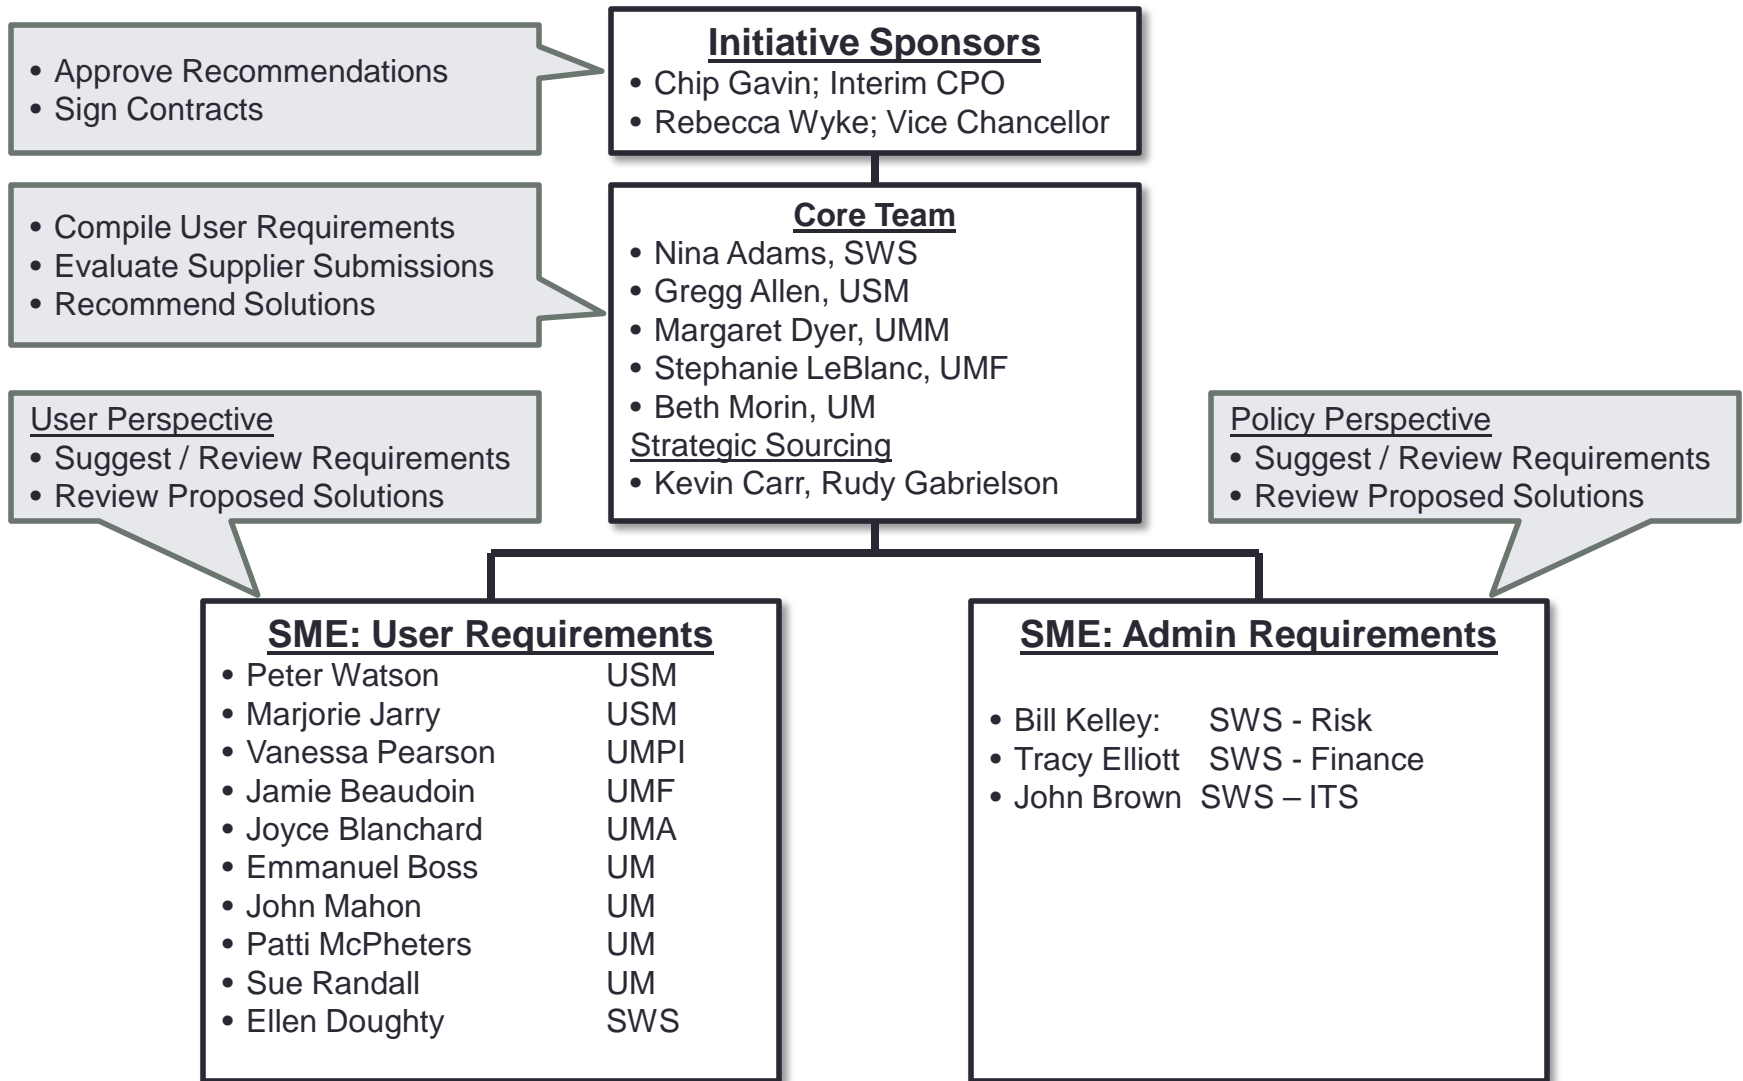 • Approve Recommendations
• Sign Contracts
Initiative Sponsors
• Chip Gavin; Interim CPO
• Rebecca Wyke; Vice Chancellor
• Compile User Requirements
• Evaluate Supplier Submissions
• Recommend Solutions
Core Team
• Nina Adams, SWS
• Gregg Allen, USM
• Margaret Dyer, UMM
• Stephanie LeBlanc, UMF
• Beth Morin, UM
Strategic Sourcing
• Kevin Carr, Rudy Gabrielson
User Perspective
• Suggest / Review Requirements
• Review Proposed Solutions
Policy Perspective
• Suggest / Review Requirements
• Review Proposed Solutions
SME: User Requirements
• Peter Watson USM
• Marjorie Jarry USM
• Vanessa Pearson UMPI
• Jamie Beaudoin UMF
• Joyce Blanchard UMA
• Emmanuel Boss UM
• John Mahon UM
• Patti McPheters UM
• Sue Randall UM
• Ellen Doughty SWS
SME: Admin Requirements
• Bill Kelley: SWS - Risk
• Tracy Elliott SWS - Finance
• John Brown SWS – ITS